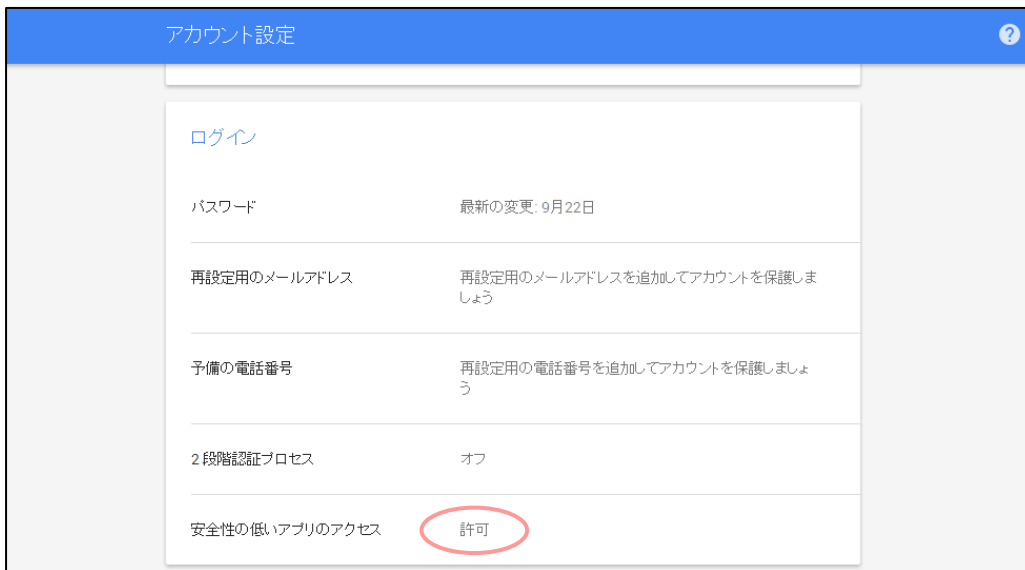 アカウント設定
?
ログイン
パスワード 最新の変更: 9月22日
再設定用のメールアドレス 再設定用のメールアドレスを追加してアカウントを保護しま
しょう
予備の電話番号 再設定用の電話番号を追加してアカウントを保護しましょ
う
2 段階認証プロセス オフ
安全性の低いアプリのアクセス 許可